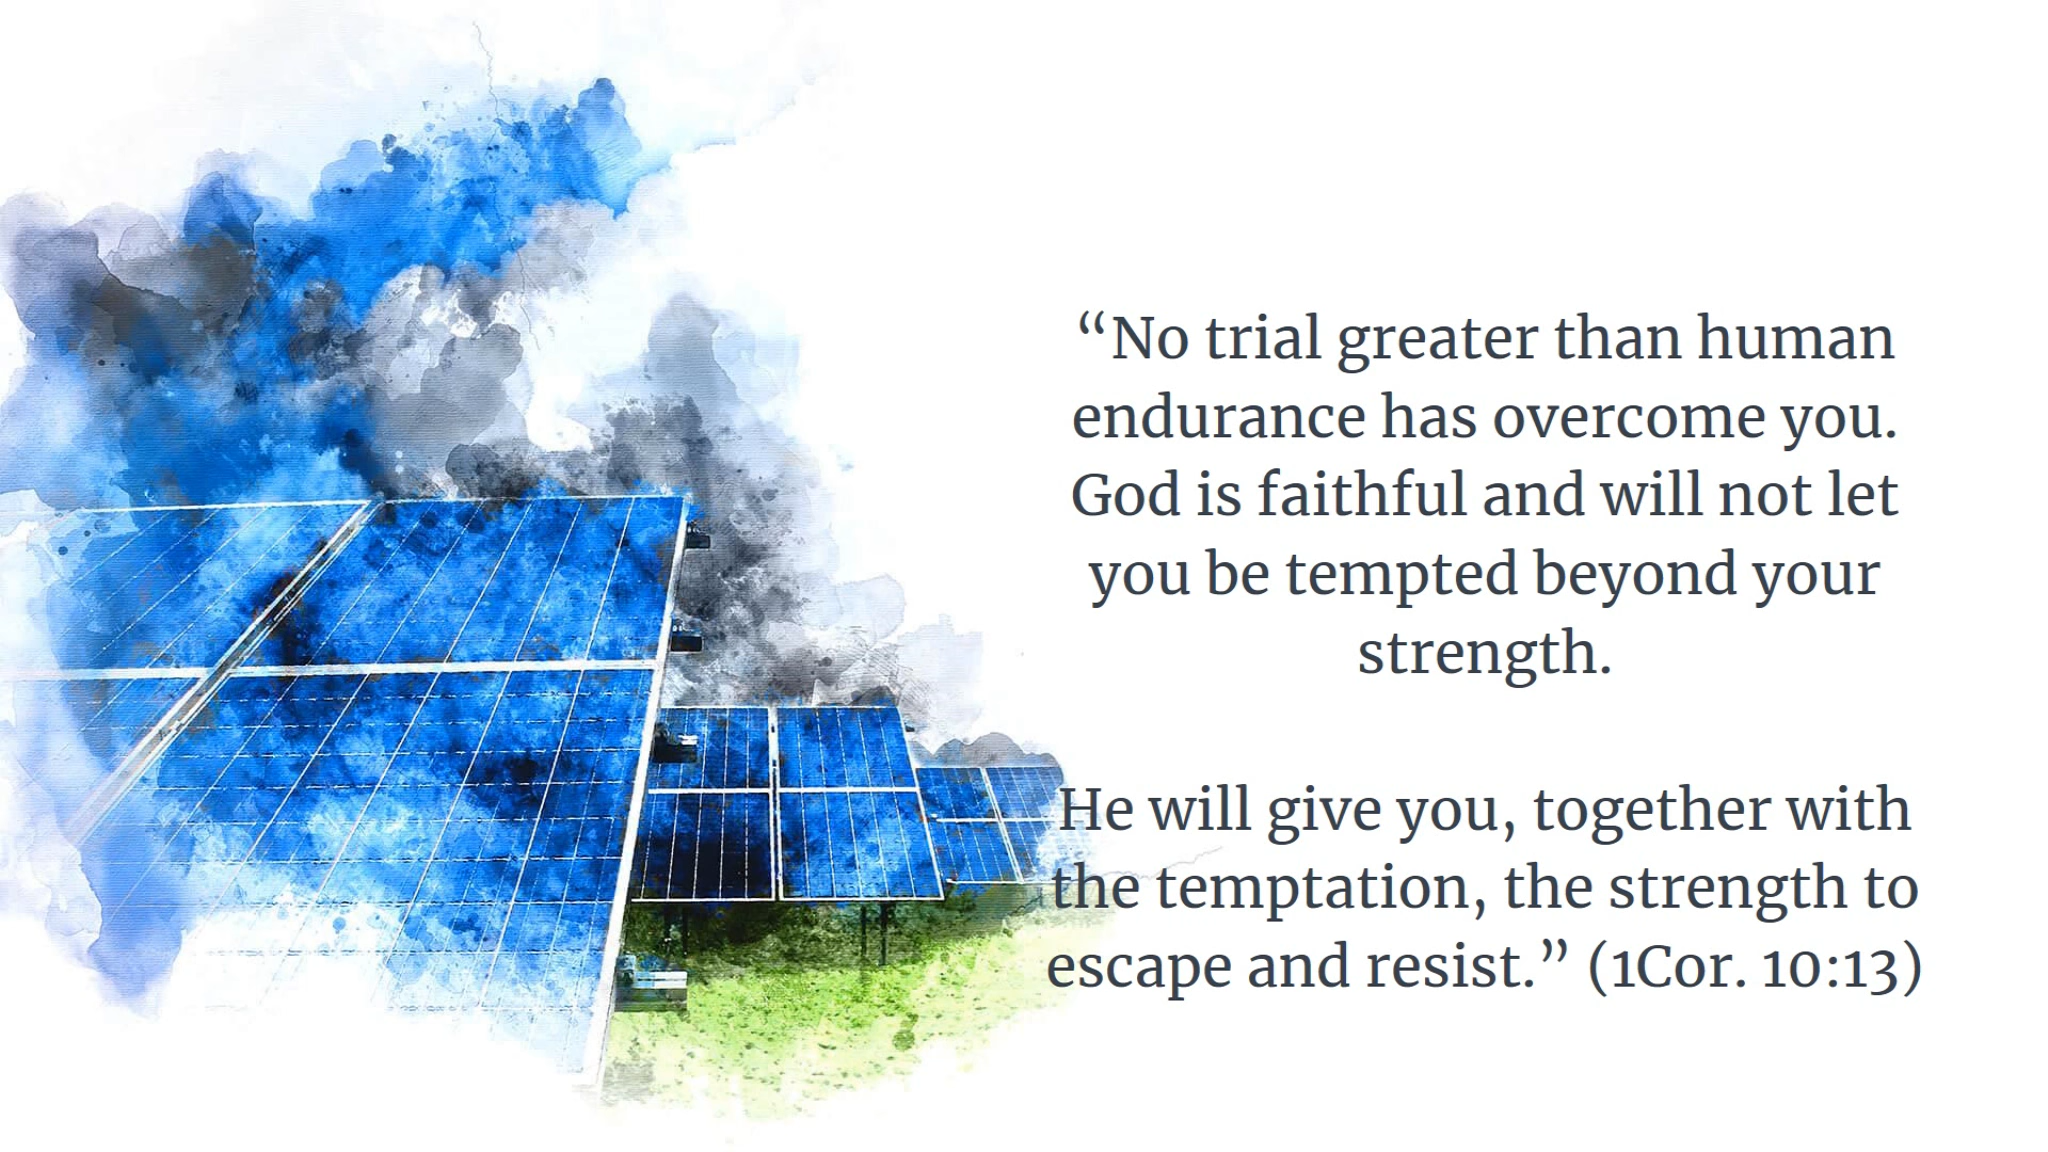 “No trial greater than human
endurance has overcome you.
God is faithful and will not let
you be tempted beyond your
strength.
He will give you, together with
the temptation, the strength to
escape and resist.” (1Cor. 10:13)